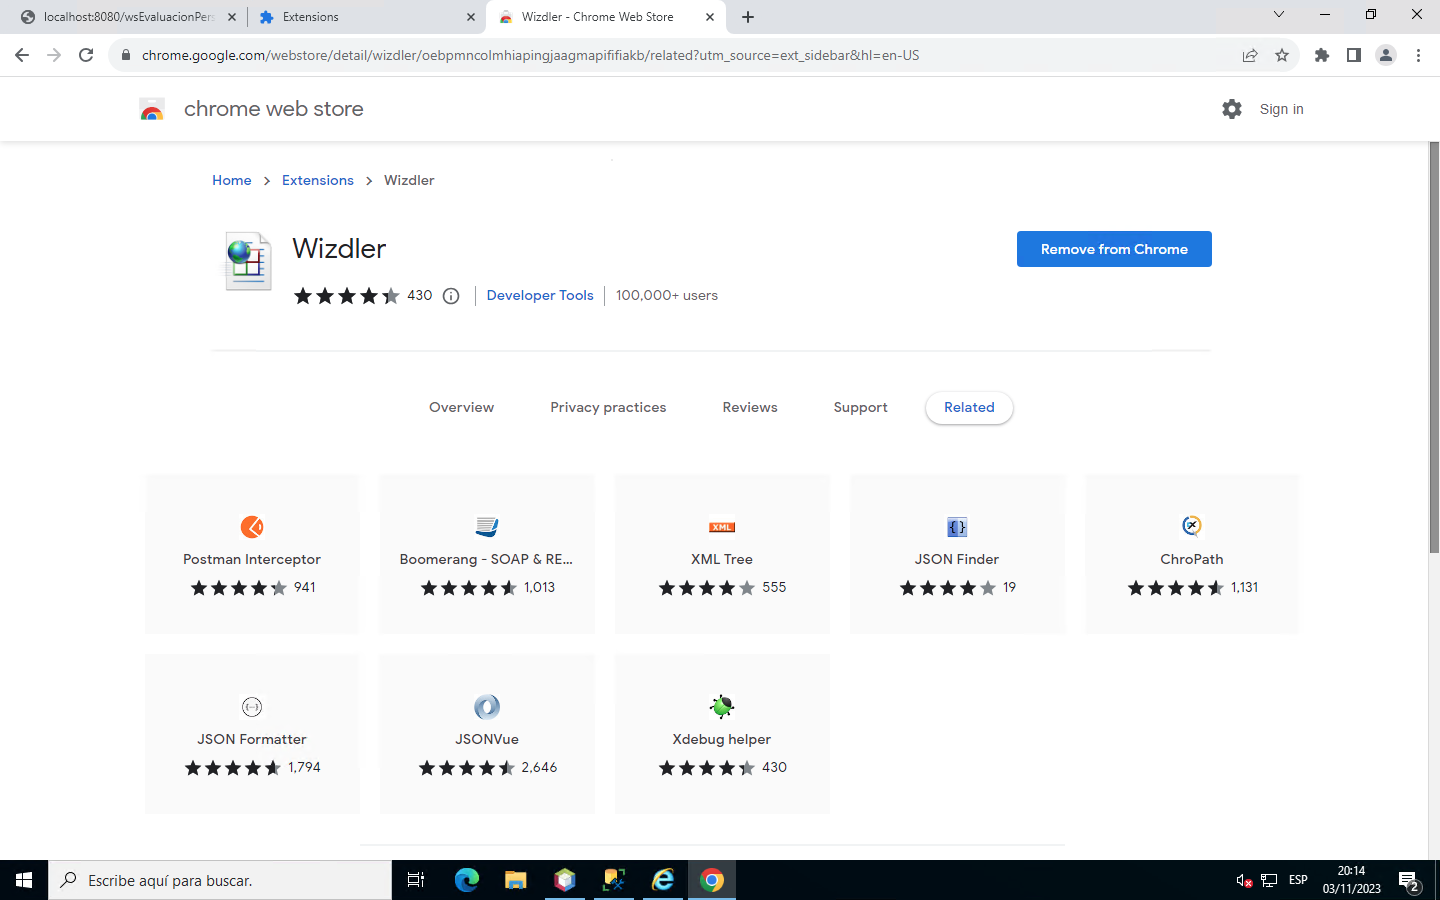 localhost:8080/wsEvaluacionPers
Extensions
Wizdler - Chrome Web Store
chrome.google.com/webstore/detail/wizdler/oebpmncolmhiapingjaagmapififiakb/related?utm_source=ext_sidebar&hl=en-US
chrome web store
Sign in
Home > Extensions > Wizdler
Wizdler
Remove from Chrome
430
Developer Tools
100,000+ users
Overview
Privacy practices
Reviews
Support
Related
Postman Interceptor
941
Boomerang - SOAP & RE...
1,013
XML
XML Tree
555
JSON Finder
19
ChroPath
1,131
JSON Formatter
1,794
JSONVue
2,646
Xdebug helper
430
Escribe aquí para buscar.
ESP
20:14
03/11/2023
2